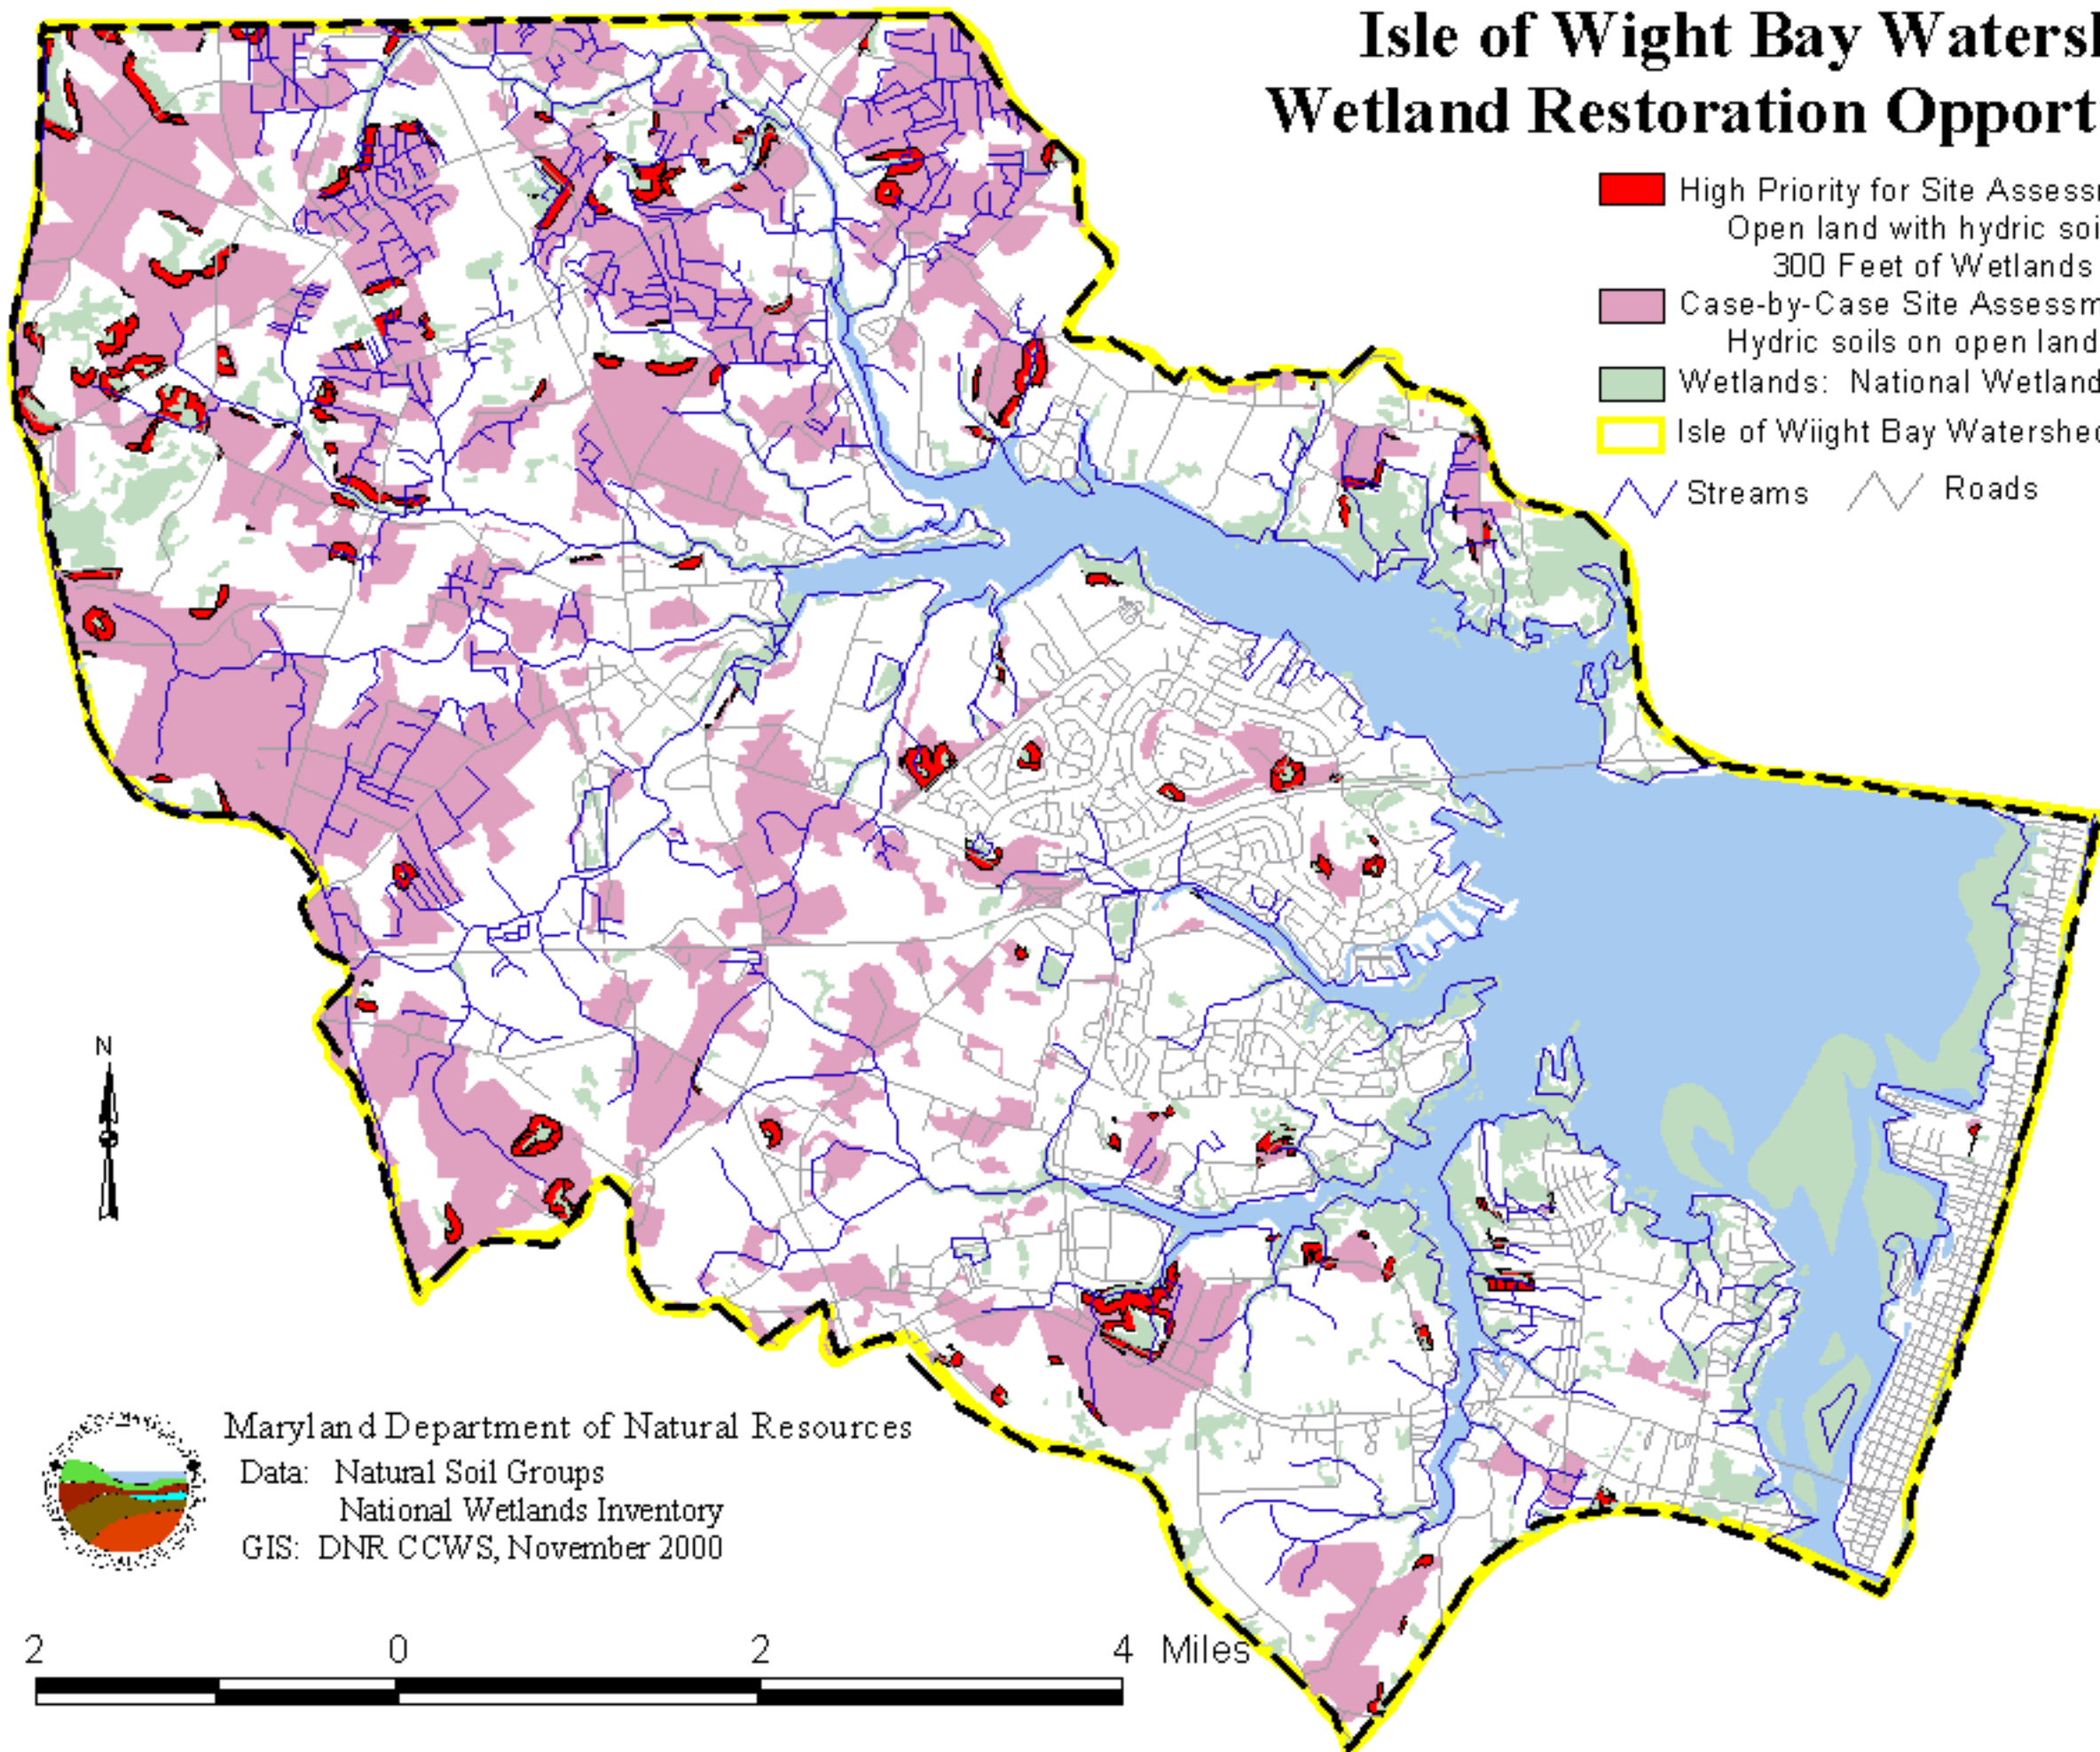 Isle of Wight Bay Watersh
Wetland Restoration Opport
High Priority for Site Assess
Open land with hydric soi
300 Feet of Wetlands
Case-by-Case Site Assessm
Hydric soils on open land
Wetlands: National Wetland
Isle of Wiight Bay Watershed
Streams
Roads
N
Maryland Department of Natural Resources
Data: Natural Soil Groups
National Wetlands Inventory
GIS: DNR CCWS, November 2000
2 0 2 4 Miles